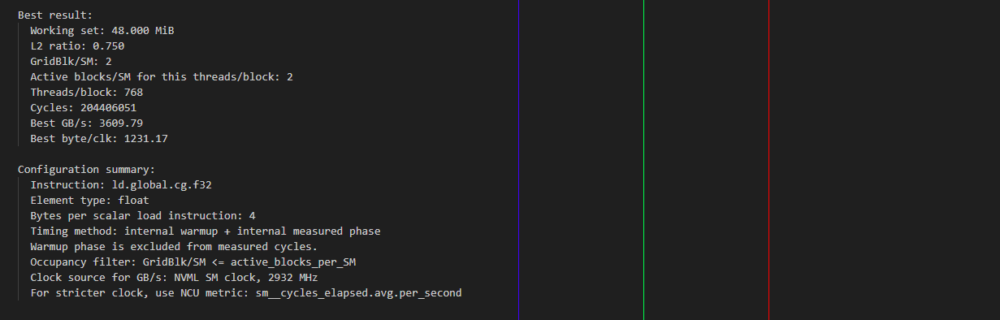 Best result:
Working set: 48.000 MiB
L2 ratio: 0.750
GridBlk/SM: 2
Active blocks/SM for this threads/block: 2
Threads/block: 768
Cycles: 204406051
Best GB/s: 3609.79
Best byte/clk: 1231.17
Configuration summary:
Instruction: ld.global.cg.f32
Element type: float
Bytes per scalar load instruction: 4
Timing method: internal warmup + internal measured phase
Warmup phase is excluded from measured cycles.
Occupancy filter: GridBlk/SM <= active_blocks_per_SM
Clock source for GB/s: NVML SM clock, 2932 MHz
For stricter clock, use NCU metric: sm__cycles_elapsed.avg.per_second